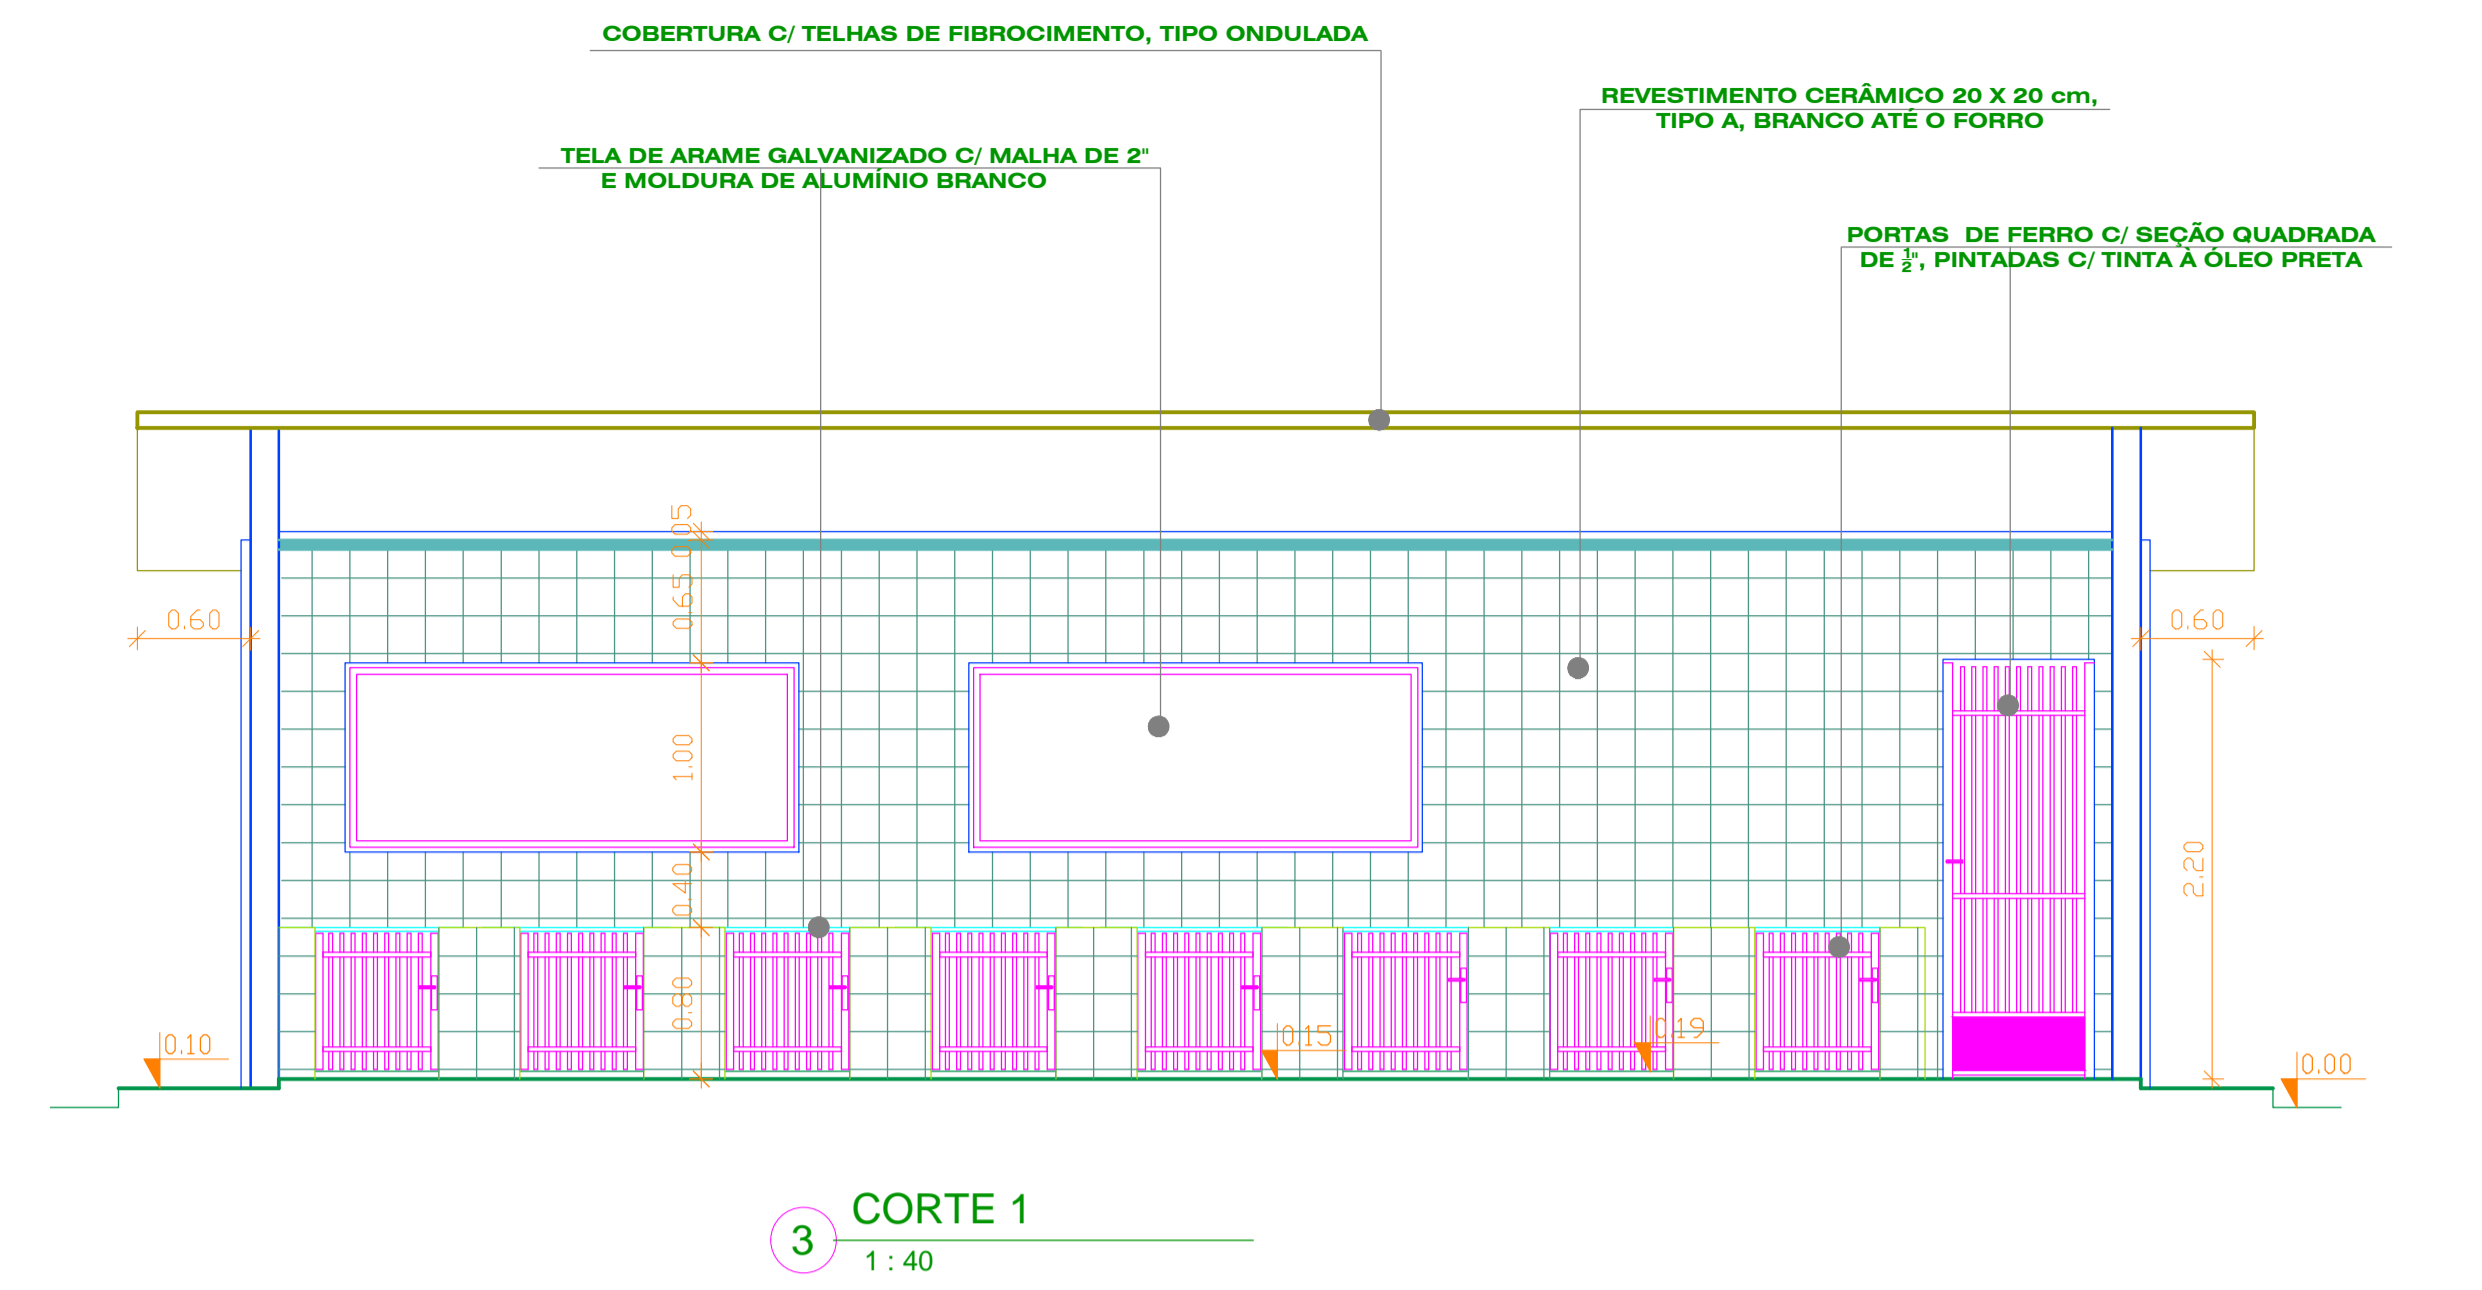 COBERTURA C/ TELHAS DE FIBROCIMENTO, TIPO ONDULADA
REVESTIMENTO CERÂMICO 20 X 20 cm,
TIPO A, BRANCO ATÉ O FORRO
TELA DE ARAME GALVANIZADO C/ MALHA DE 2"
E MOLDURA DE ALUMÍNIO BRANCO
PORTAS DE FERRO C/ SEÇÃO QUADRADA
DE ½", PINTADAS C/ TINTA À ÓLEO PRETA
0.05
0.65
0.60
0.60
1.00
0.40
2.20
0.80
0.10
0.15
0.19
0.00
CORTE 1
3
1 : 40